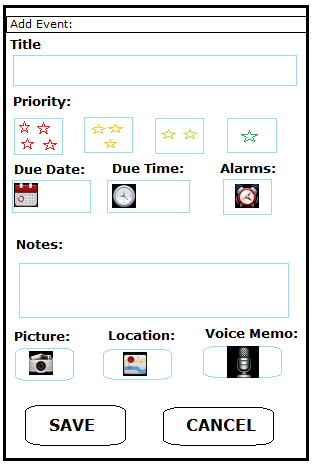 Add Event:
Title
Priority:
Due Date: Due Time: Alarms:
Notes:
Picture: Location: Voice Memo:
SAVE CANCEL